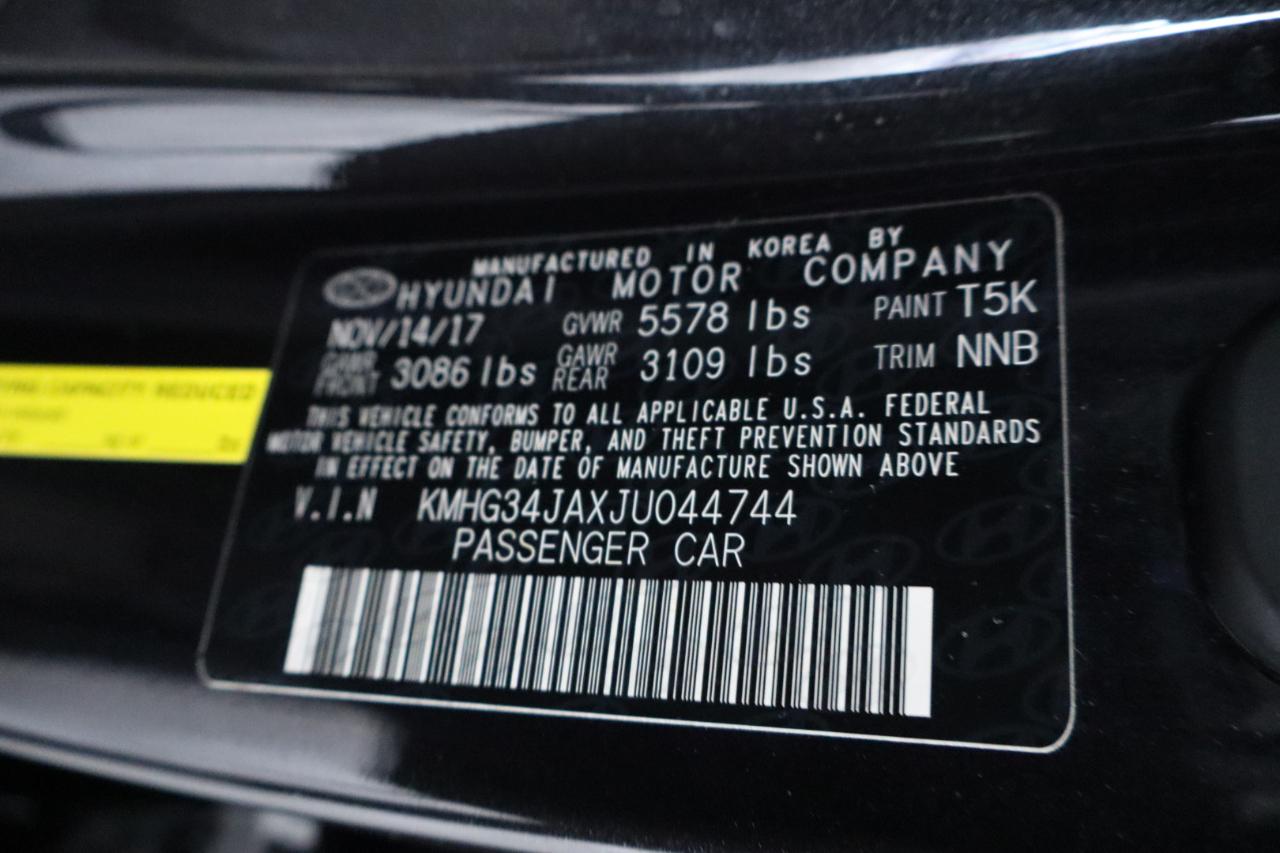 MANUFACTURED IN KOREA BY
HYUNDAI MOTOR COMPANY
NOV/14/17 GVWR 5578 lbs PAINT T5K
GAWR FRONT 3086 lbs GAWR REAR 3109 lbs TRIM NNB
THIS VEHICLE CONFORMS TO ALL APPLICABLE U.S.A. FEDERAL
MOTOR VEHICLE SAFETY, BUMPER, AND THEFT PREVENTION STANDARDS
IN EFFECT ON THE DATE OF MANUFACTURE SHOWN ABOVE
V.I.N KMHG34JAXJU044744
PASSENGER CAR
CAPACITY REDUCED